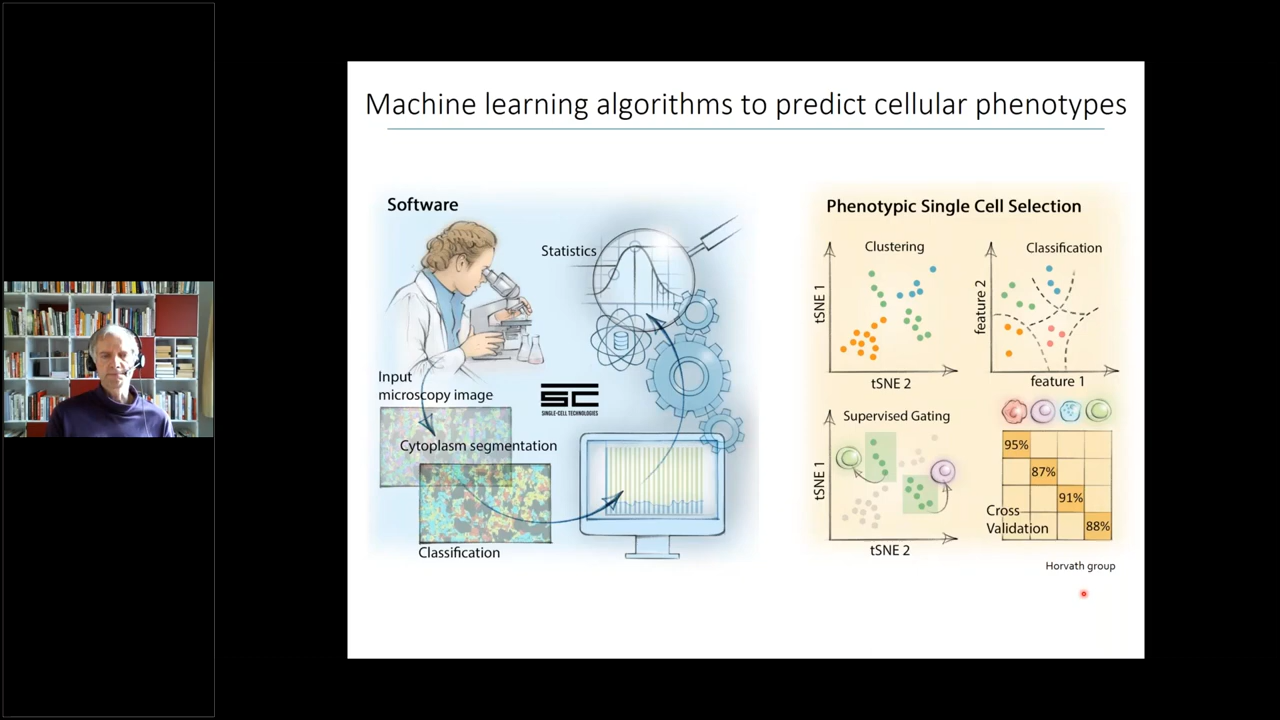 Machine learning algorithms to predict cellular phenotypes
Software
Statistics
Input
microscopy image
SC
SINGLE-CELL TECHNOLOGIES
Cytoplasm segmentation
Classification
Phenotypic Single Cell Selection
Clustering
tSNE 1
tSNE 2
Classification
feature 2
feature 1
Supervised Gating
tSNE 1
tSNE 2
95%
87%
91%
88%
Cross
Validation
Horvath group